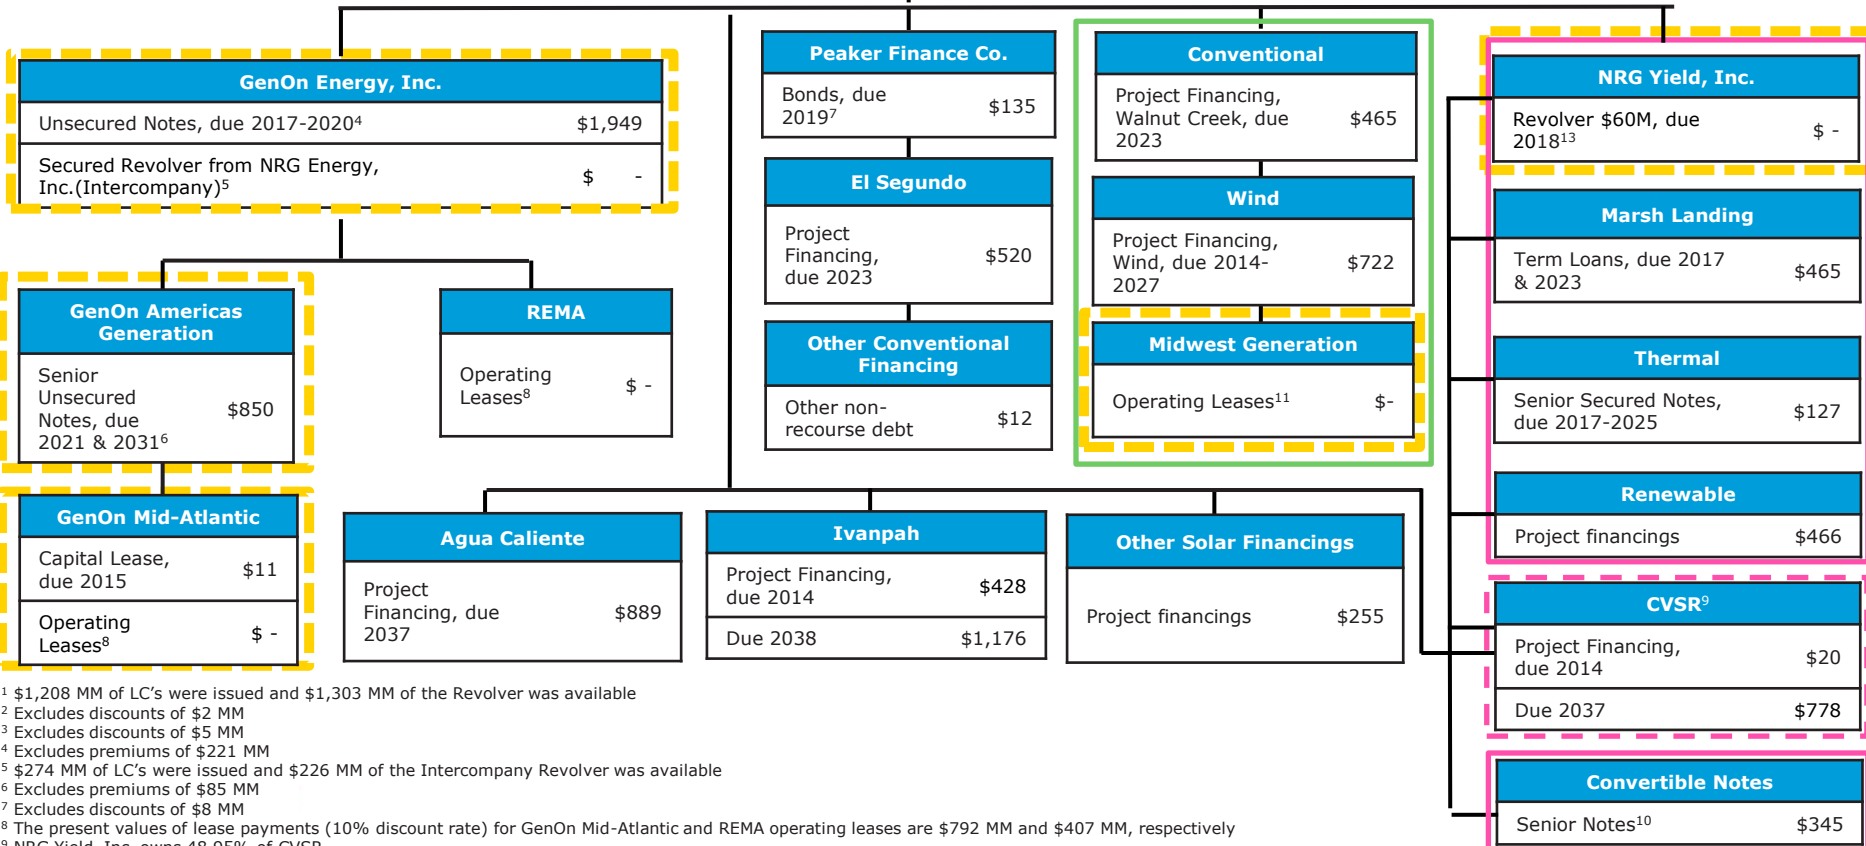 GenOn Energy, Inc.
Unsecured Notes, due 2017-2020⁴ $1,949
Secured Revolver from NRG Energy,
Inc.(Intercompany)⁵ $ -
GenOn Americas
Generation
Senior
Unsecured
Notes, due
2021 & 2031⁶
$850
REMA
Operating
Leases⁸
$ -
GenOn Mid-Atlantic
Capital Lease,
due 2015
$11
Operating
Leases⁸
$ -
Peaker Finance Co.
Bonds, due
2019⁷
$135
El Segundo
Project
Financing,
due 2023
$520
Other Conventional
Financing
Other non-
recourse debt
$12
Conventional
Project Financing,
Walnut Creek, due
2023
$465
Wind
Project Financing,
Wind, due 2014-
2027
$722
Midwest Generation
Operating Leases¹¹ $-
Agua Caliente
Project
Financing, due
2037
$889
Ivanpah
Project Financing,
due 2014
$428
Due 2038 $1,176
Other Solar Financings
Project financings $255
NRG Yield, Inc.
Revolver $60M, due
2018¹³
$ -
Marsh Landing
Term Loans, due 2017
& 2023
$465
Thermal
Senior Secured Notes,
due 2017-2025
$127
Renewable
Project financings $466
CVSR⁹
Project Financing,
due 2014
$20
Due 2037 $778
Convertible Notes
Senior Notes¹⁰ $345
¹ $1,208 MM of LC's were issued and $1,303 MM of the Revolver was available
² Excludes discounts of $2 MM
³ Excludes discounts of $5 MM
⁴ Excludes premiums of $221 MM
⁵ $274 MM of LC's were issued and $226 MM of the Intercompany Revolver was available
⁶ Excludes premiums of $85 MM
⁷ Excludes discounts of $8 MM
⁸ The present values of lease payments (10% discount rate) for GenOn Mid-Atlantic and REMA operating leases are $792 MM and $407 MM, respectively
⁹ NRG Yield, Inc. owns 48.95% of CVSR